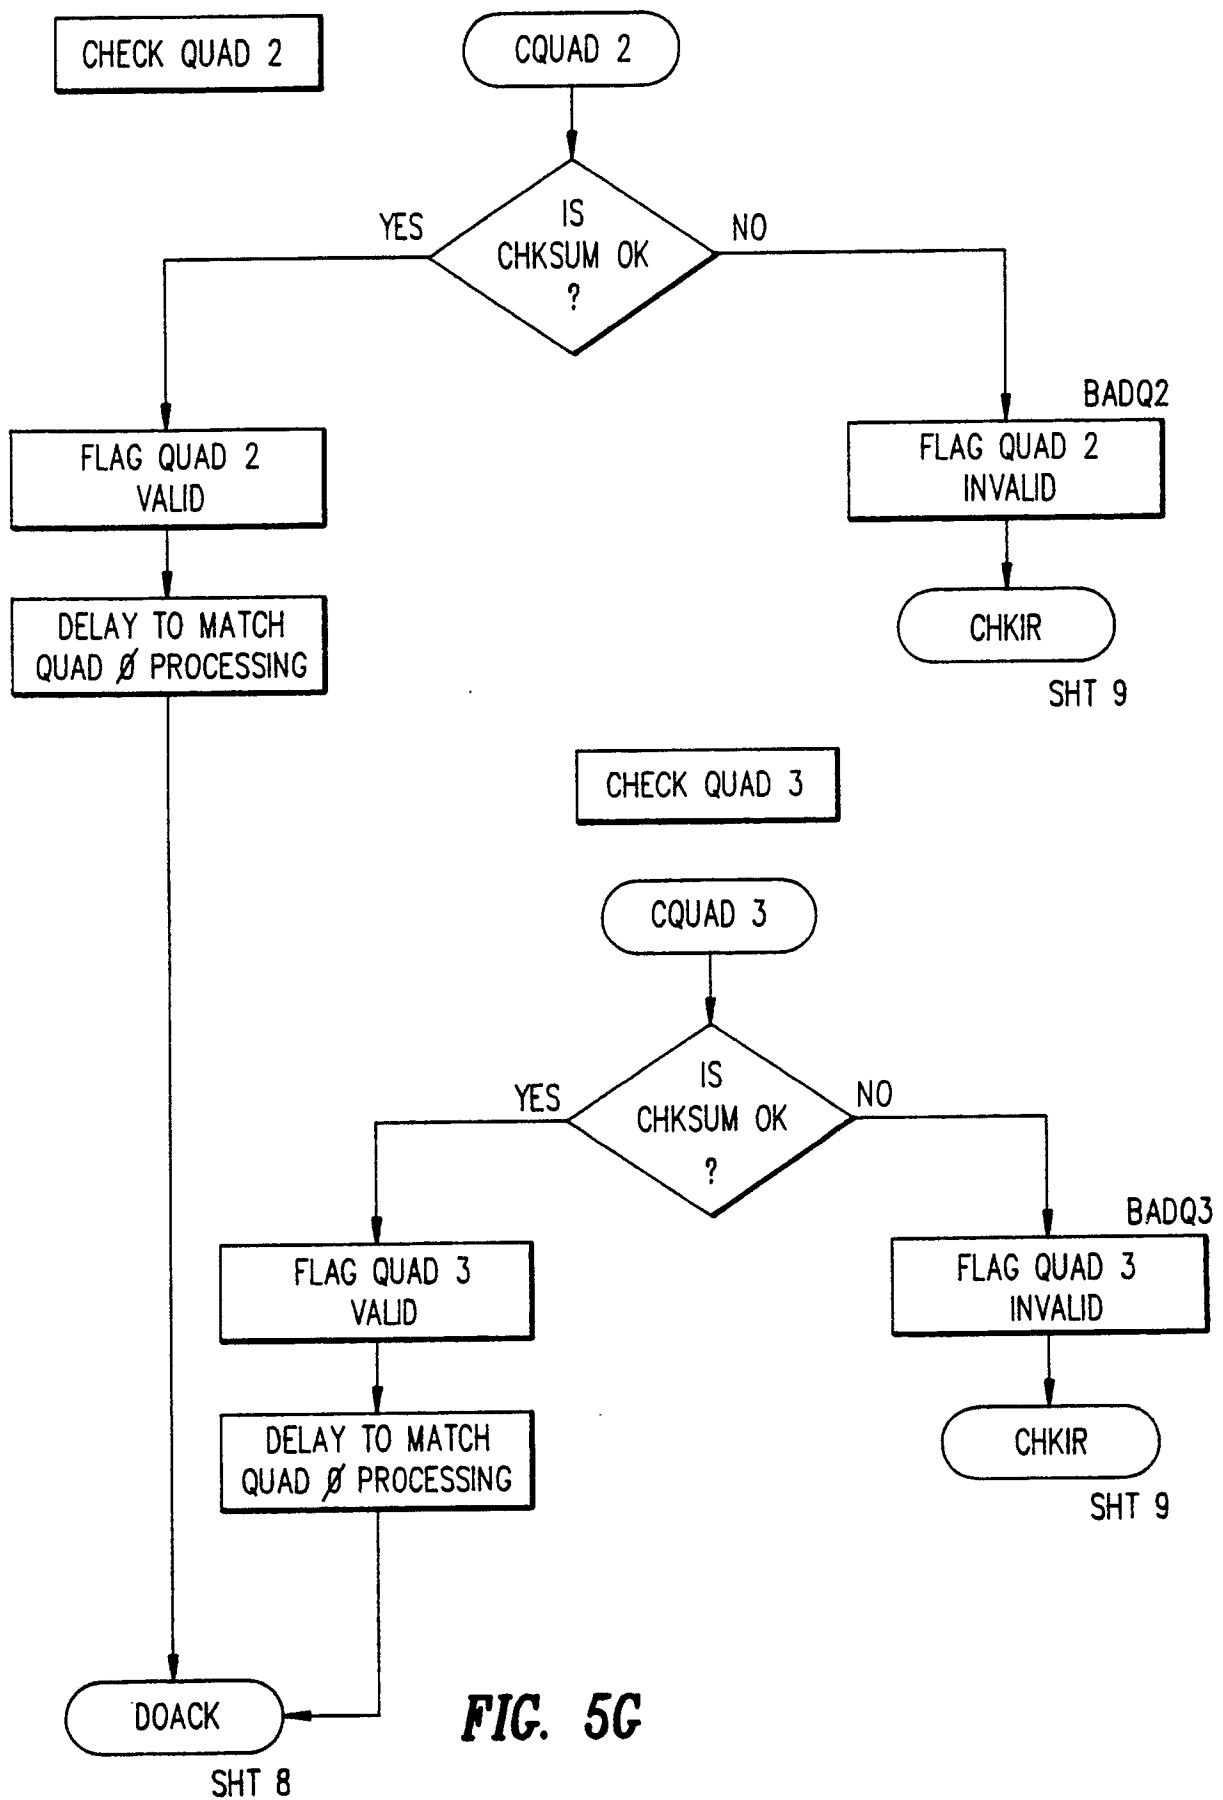 CHECK QUAD 2
CQUAD 2
IS
CHKSUM OK
?
YES
NO
BADQ2
FLAG QUAD 2
VALID
FLAG QUAD 2
INVALID
DELAY TO MATCH
QUAD Ø PROCESSING
CHKIR
SHT 9
CHECK QUAD 3
CQUAD 3
IS
CHKSUM OK
?
YES
NO
BADQ3
FLAG QUAD 3
VALID
FLAG QUAD 3
INVALID
DELAY TO MATCH
QUAD Ø PROCESSING
CHKIR
SHT 9
DOACK
SHT 8
FIG. 5G